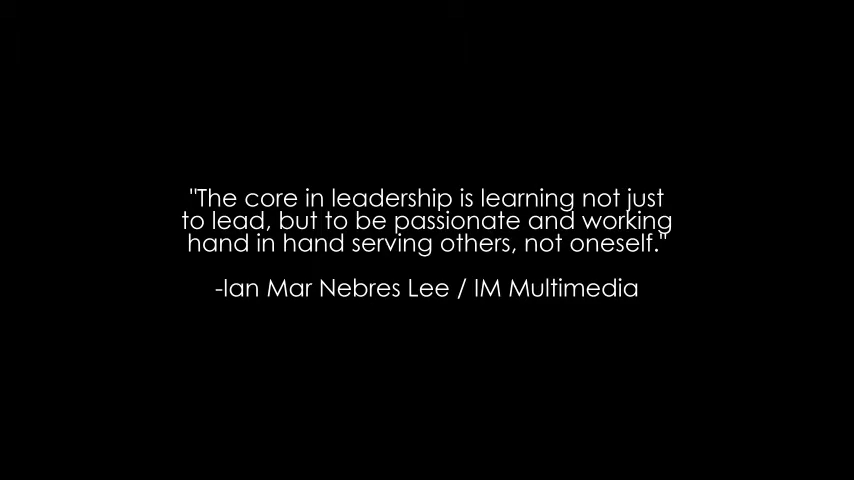 "The core in leadership is learning not just
to lead, but to be passionate and working
hand in hand serving others, not oneself."
-Ian Mar Nebres Lee / IM Multimedia